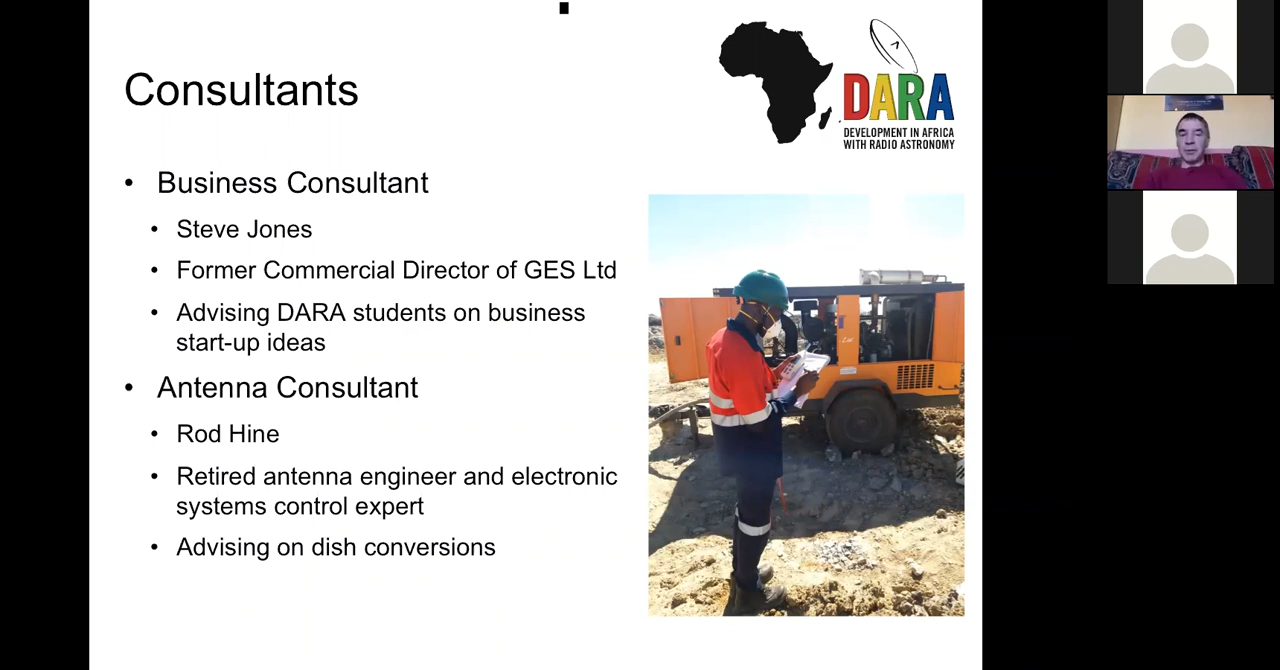 Consultants
DARA
DEVELOPMENT IN AFRICA
WITH RADIO ASTRONOMY
• Business Consultant
• Steve Jones
• Former Commercial Director of GES Ltd
• Advising DARA students on business
start-up ideas
• Antenna Consultant
• Rod Hine
• Retired antenna engineer and electronic
systems control expert
• Advising on dish conversions